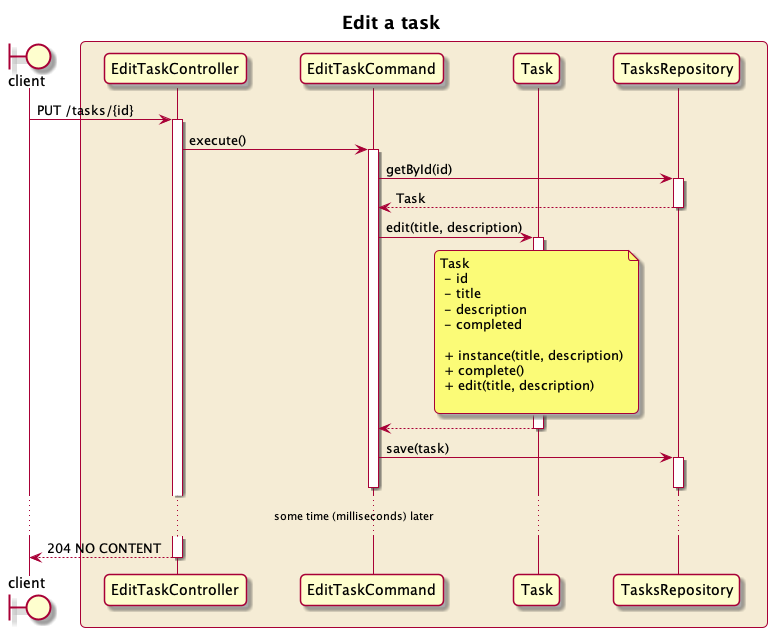 Edit a task
client
EditTaskController
EditTaskCommand
Task
TasksRepository
PUT /tasks/{id}
execute()
getById(id)
Task
edit(title, description)
Task
- id
- title
- description
- completed
+ instance(title, description)
+ complete()
+ edit(title, description)
save(task)
some time (milliseconds) later
204 NO CONTENT
client
EditTaskController
EditTaskCommand
Task
TasksRepository